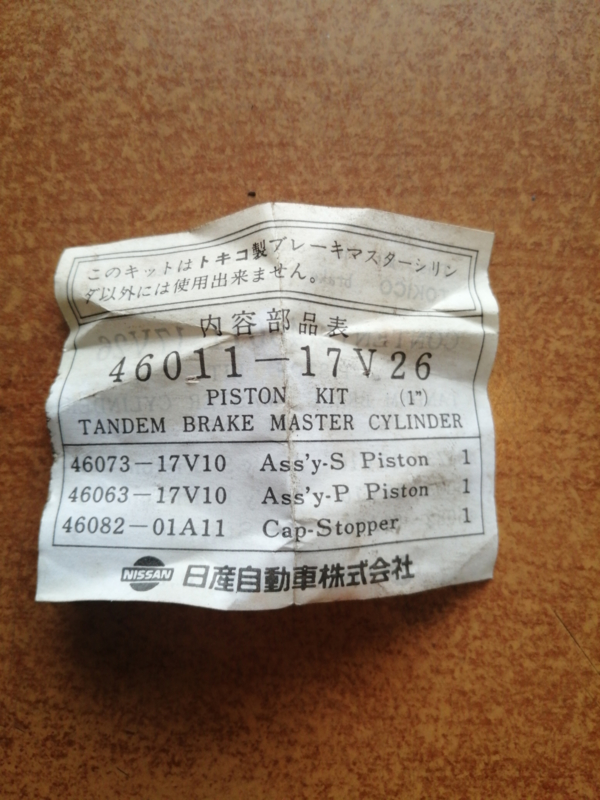 このキットはトキコ製ブレーキマスターシリン
ダ以外には使用出来ません。
内容部品表
46011-17V26
PISTON KIT (1")
TANDEM BRAKE MASTER CYLINDER
46073-17V10 Ass'y-S Piston 1
46063-17V10 Ass'y-P Piston 1
46082-01A11 Cap-Stopper 1
NISSAN 日産自動車株式会社